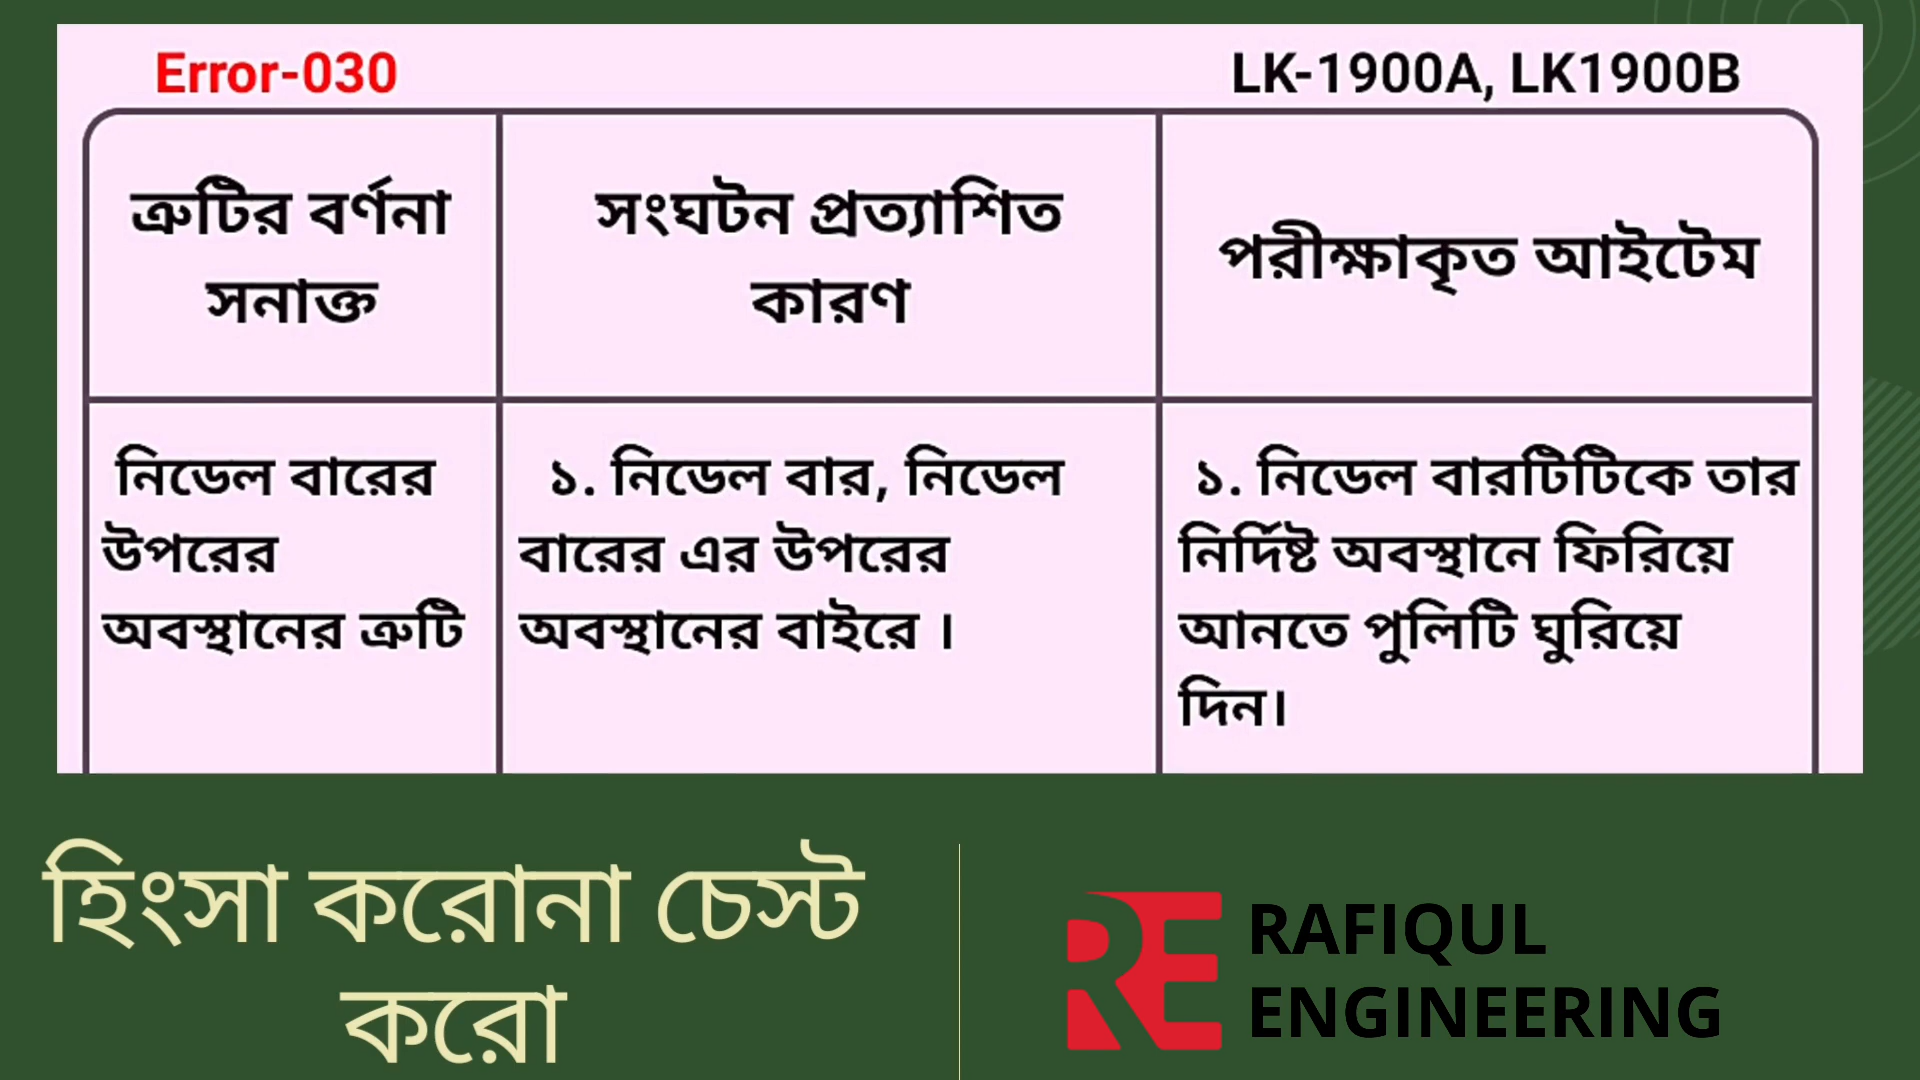 Error-030
LK-1900A, LK1900B
ত্রুটির বর্ণনা
সনাক্ত
সংঘটন প্রত্যাশিত
কারণ
পরীক্ষাকৃত আইটেম
নিডেল বারের
উপরের
অবস্থানের ত্রুটি
১. নিডেল বার, নিডেল
বারের এর উপরের
অবস্থানের বাইরে ।
১. নিডেল বারটিটিকে তার
নির্দিষ্ট অবস্থানে ফিরিয়ে
আনতে পুলিটি ঘুরিয়ে
দিন।
হিংসা করোনা চেস্ট
করো
RE
RAFIQUL
ENGINEERING